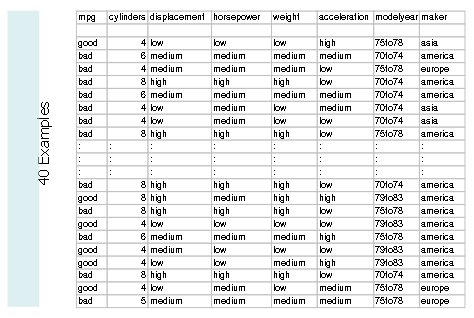 mpg cylinders displacement horsepower weight acceleration modelyear maker
good 4 low low low high 75to78 asia
bad 6 medium medium medium medium 70to74 america
bad 4 medium medium medium low 75to78 europe
bad 8 high high high low 70to74 america
bad 6 medium medium medium medium 70to74 america
bad 4 low medium low medium 70to74 asia
bad 4 low medium low low 70to74 asia
bad 8 high high high low 75to78 america
: : : : : : : :
: : : : : : : :
: : : : : : : :
bad 8 high high high low 70to74 america
good 8 high medium high high 79to83 america
bad 8 high high high low 75to78 america
good 4 low low low low 79to83 america
bad 6 medium medium medium high 75to78 america
good 4 medium low low low 79to83 america
good 4 low low medium high 79to83 america
bad 8 high high high low 70to74 america
good 4 low medium low medium 75to78 europe
bad 5 medium medium medium medium 75to78 europe
40 Examples